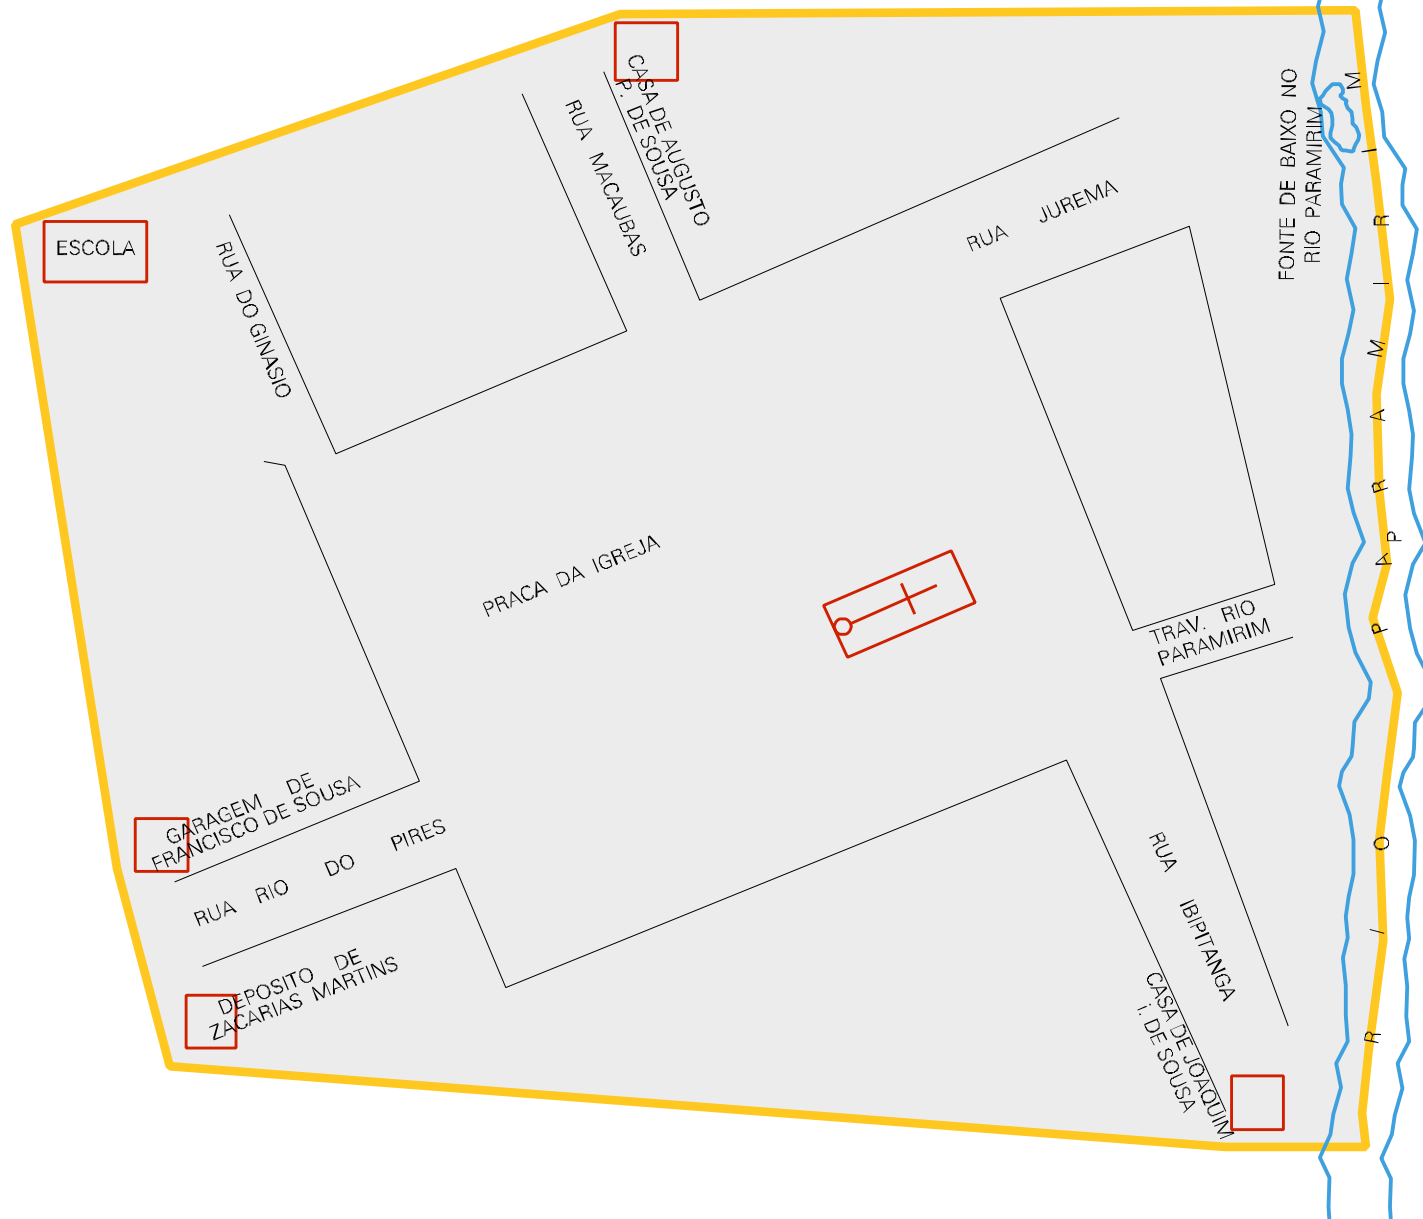 CASA DE AUGUSTO
P. DE SOUSA
RUA MACAUBAS
FONTE DE BAIXO NO
RIO PARAMIRIM
RUA JUREMA
ESCOLA
RUA DO GINASIO
PRACA DA IGREJA
TRAV. RIO
PARAMIRIM
GARAGEM DE
FRANCISCO DE SOUSA
RUA RIO DO PIRES
DEPOSITO DE
ZACARIAS MARTINS
RUA IBIPITANGA
CASA DE JOAQUIM
i. DE SOUSA
R I O P A R A M I R I M
P